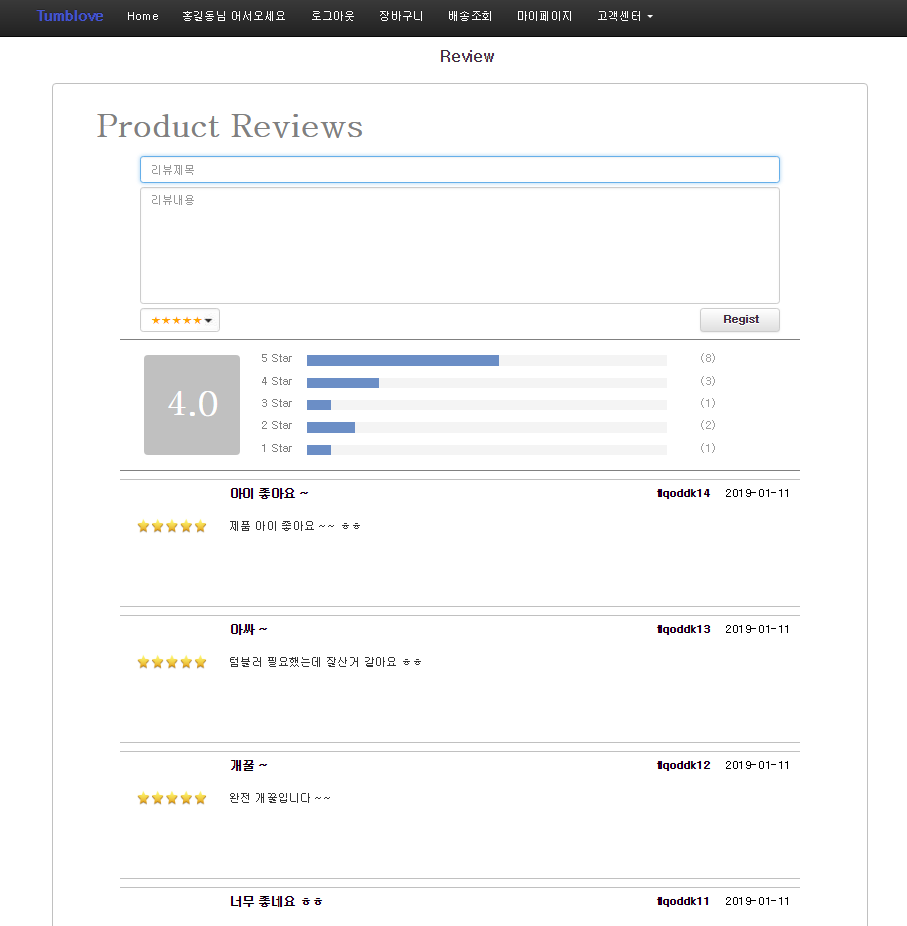 Tumblove Home 홍길동님 어서오세요 로그아웃 장바구니 배송조회 마이페이지 고객센터
Review
Product Reviews
리뷰제목
리뷰내용
★★★★★
Regist
4.0
5 Star (8)
4 Star (3)
3 Star (1)
2 Star (2)
1 Star (1)
아이 좋아요 ~ flqoddk14 2019-01-11
제품 아이 좋아요 ~~ ㅎㅎ
아싸 ~ flqoddk13 2019-01-11
텀블러 필요했는데 잘산거 같아요 ㅎㅎ
개꿀 ~ flqoddk12 2019-01-11
완전 개꿀입니다 ~~
너무 좋네요 ㅎㅎ flqoddk11 2019-01-11